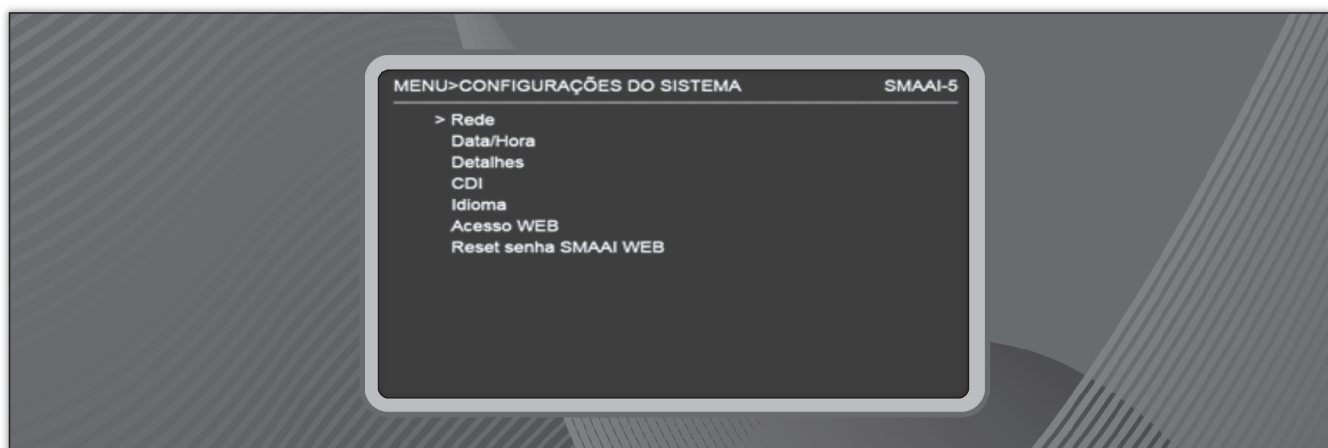 MENU>CONFIGURAÇÕES DO SISTEMA SMAAI-5
> Rede
Data/Hora
Detalhes
CDI
Idioma
Acesso WEB
Reset senha SMAAI WEB